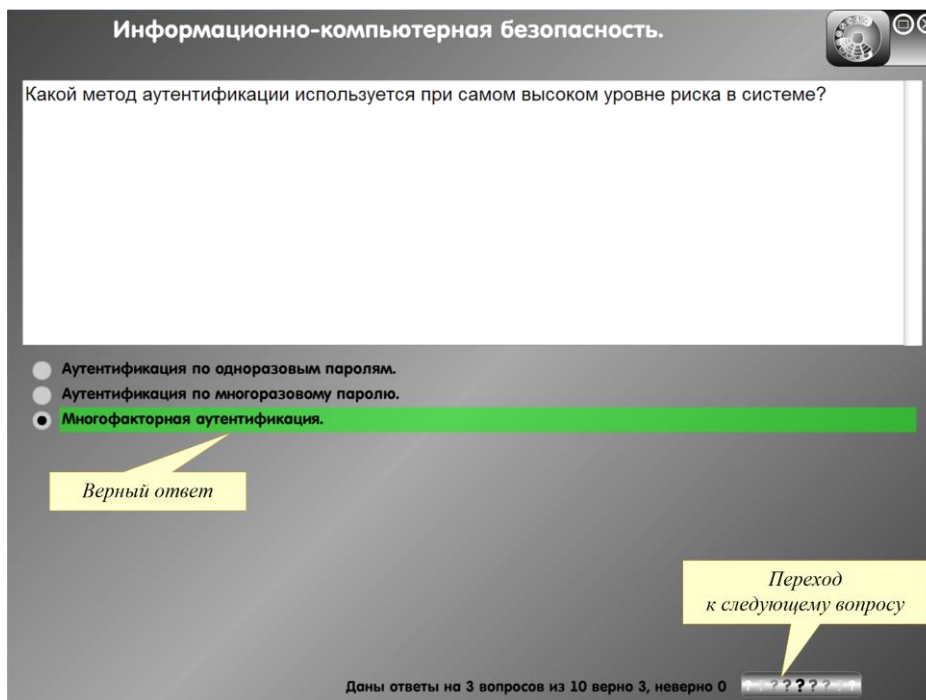 Информационно-компьютерная безопасность.
Какой метод аутентификации используется при самом высоком уровне риска в системе?
Аутентификация по одноразовым паролям.
Аутентификация по многоразовому паролю.
Многофакторная аутентификация.
Верный ответ
Переход
к следующему вопросу
Даны ответы на 3 вопросов из 10 верно 3, неверно 0
? ? ? ? ? ? ? ?